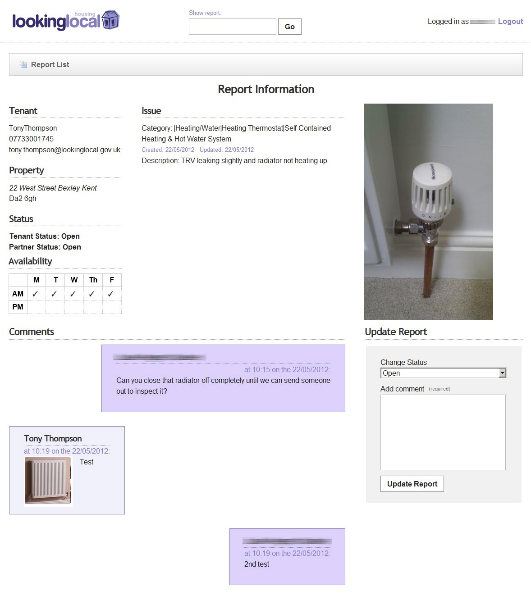 housing
lookinglocal
Show report:
Go
Logged in as
Logout
Report List
Report Information
Tenant
TonyThompson
07733001745
tony.thompson@lookinglocal.gov.uk
Property
22 West Street Bexley Kent
Da2 6gh
Status
Tenant Status: Open
Partner Status: Open
Availability
M T W Th F
AM ✓ ✓ ✓ ✓ ✓
PM
Issue
Category: |Heating/Water|Heating Thermostat|Self Contained
Heating & Hot Water System
Created: 22/05/2012 Updated: 22/05/2012
Description: TRV leaking slightly and radiator not heating up
Comments
at 10:15 on the 22/05/2012:
Can you close that radiator off completely until we can send someone
out to inspect it?
Tony Thompson
at 10:19 on the 22/05/2012:
Test
at 10:19 on the 22/05/2012:
2nd test
Update Report
Change Status
Open
Add comment (required)
Update Report